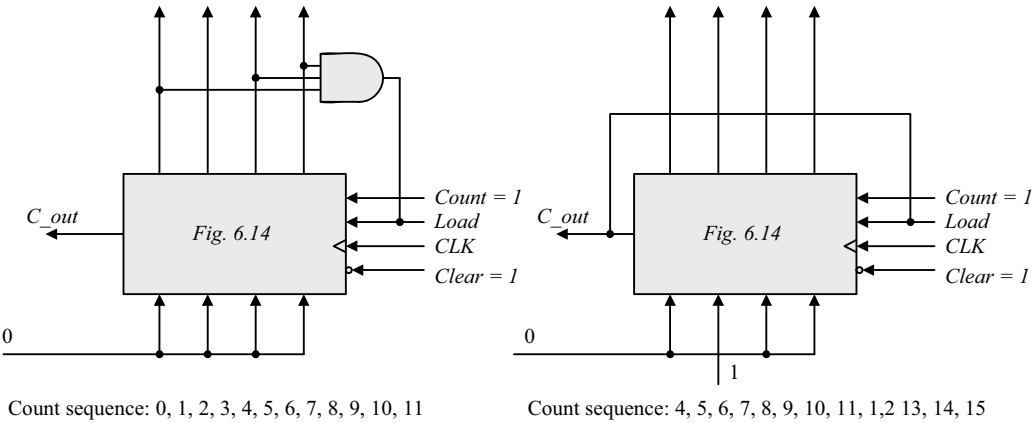 Count = 1
C_out
Load
Fig. 6.14
CLK
Clear = 1
0
Count sequence: 0, 1, 2, 3, 4, 5, 6, 7, 8, 9, 10, 11
Count = 1
C_out
Load
Fig. 6.14
CLK
Clear = 1
0
1
Count sequence: 4, 5, 6, 7, 8, 9, 10, 11, 1,2 13, 14, 15